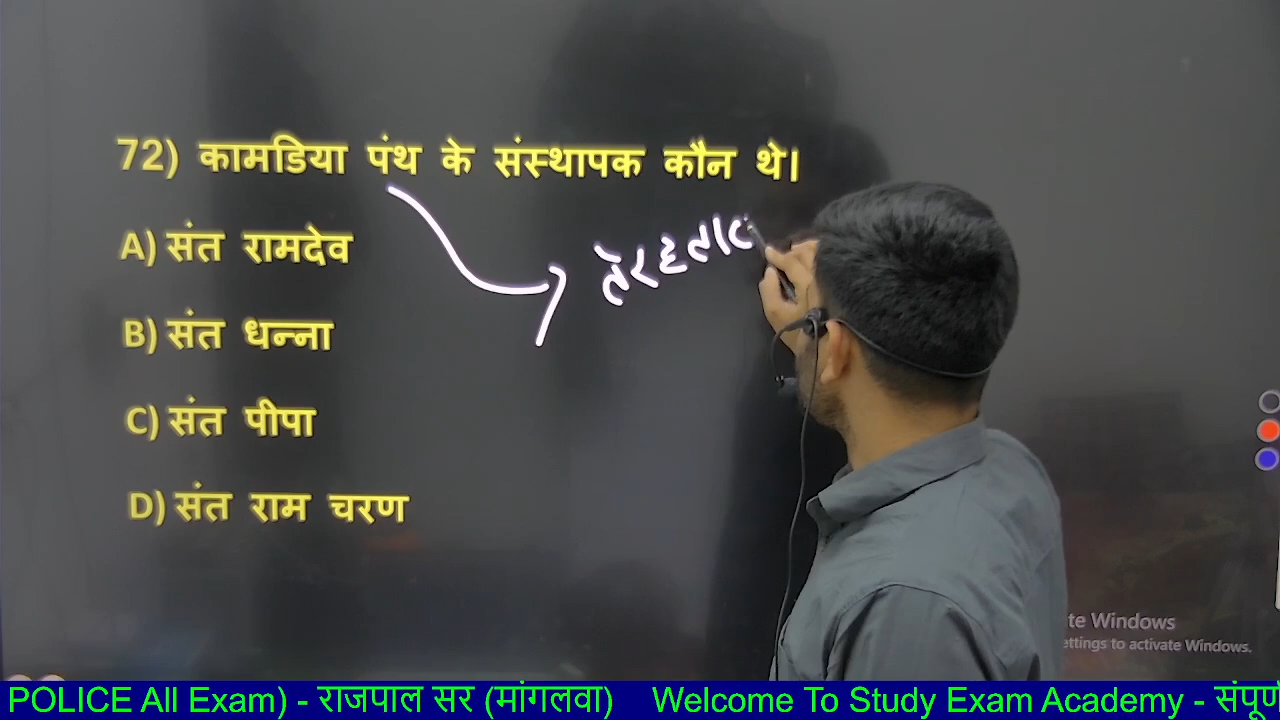 72) कामडिया पंथ के संस्थापक कौन थे।
तेरहता
A) संत रामदेव
B) संत धन्ना
C) संत पीपा
D) संत राम चरण
te Windows
ettings to activate Windows.
POLICE All Exam) - राजपाल सर (मांगलवा) Welcome To Study Exam Academy - संपूर्ण